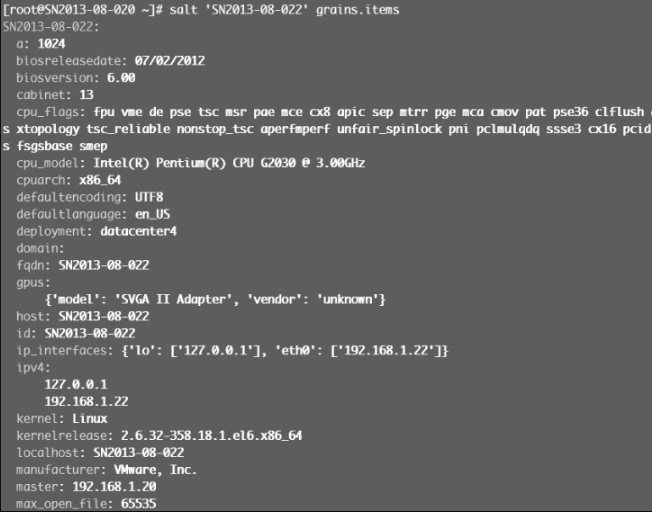 [root@SN2013-08-020 ~]# salt 'SN2013-08-022' grains.items
SN2013-08-022:
a: 1024
biosreleasedate: 07/02/2012
biosversion: 6.00
cabinet: 13
cpu_flags: fpu vme de pse tsc msr pae mce cx8 apic sep mtrr pge mca cmov pat pse36 clflush d
s xtopology tsc_reliable nonstop_tsc aperfmperf unfair_spinlock pni pclmulqdq ssse3 cx16 pcid
s fsgsbase smep
cpu_model: Intel(R) Pentium(R) CPU G2030 @ 3.00GHz
cpuarch: x86_64
defaultencoding: UTF8
defaultlanguage: en_US
deployment: datacenter4
domain:
fqdn: SN2013-08-022
gpus:
{'model': 'SVGA II Adapter', 'vendor': 'unknown'}
host: SN2013-08-022
id: SN2013-08-022
ip_interfaces: {'lo': ['127.0.0.1'], 'eth0': ['192.168.1.22']}
ipv4:
127.0.0.1
192.168.1.22
kernel: Linux
kernelrelease: 2.6.32-358.18.1.el6.x86_64
localhost: SN2013-08-022
manufacturer: VMware, Inc.
master: 192.168.1.20
max_open_file: 65535